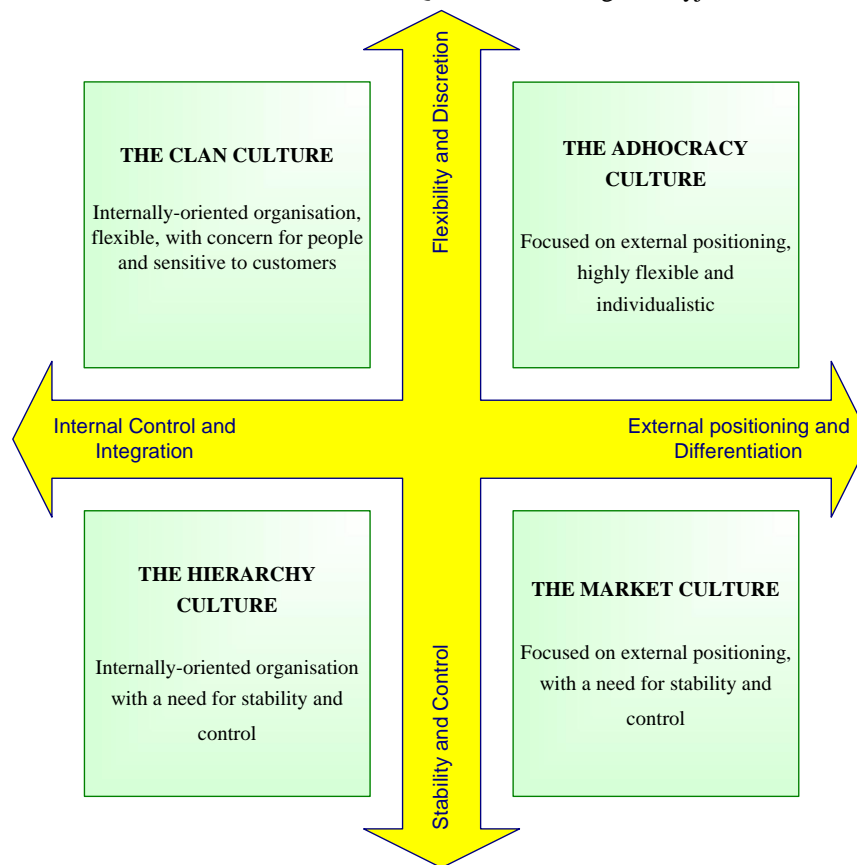 Flexibility and Discretion
THE CLAN CULTURE
Internally-oriented organisation,
flexible, with concern for people
and sensitive to customers
THE ADHOCRACY
CULTURE
Focused on external positioning,
highly flexible and
individualistic
Internal Control and
Integration
External positioning and
Differentiation
THE HIERARCHY
CULTURE
Internally-oriented organisation
with a need for stability and
control
THE MARKET CULTURE
Focused on external positioning,
with a need for stability and
control
Stability and Control